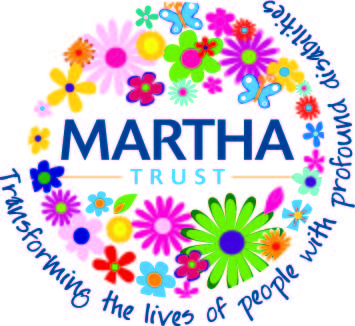 MARTHA
TRUST
Transforming the lives of people with profound disabilities